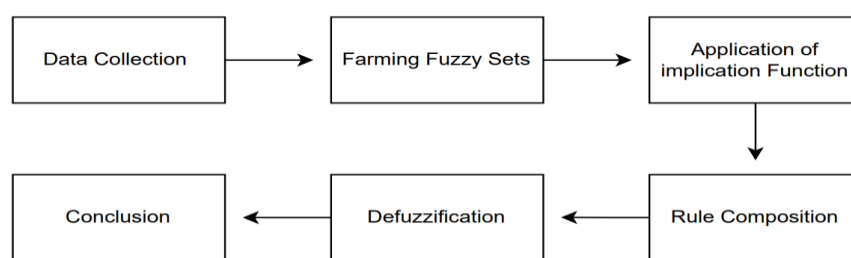 Data Collection
Farming Fuzzy Sets
Application of
implication Function
Rule Composition
Defuzzification
Conclusion